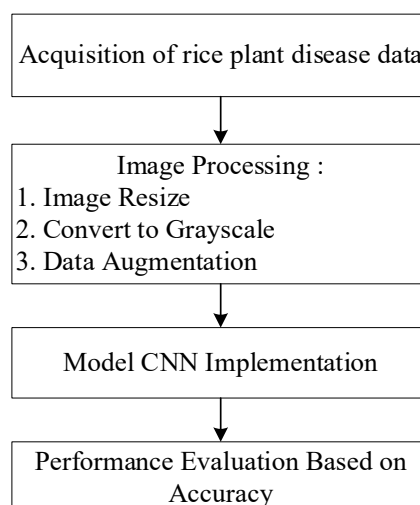 Acquisition of rice plant disease data
Image Processing :
1. Image Resize
2. Convert to Grayscale
3. Data Augmentation
Model CNN Implementation
Performance Evaluation Based on
Accuracy